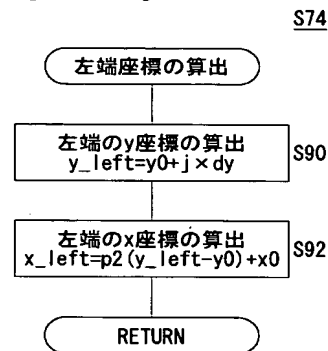 S74
左端座標の算出
左端のy座標の算出
y_left=y0+j×dy
S90
左端のx座標の算出
x_left=p2(y_left-y0)+x0
S92
RETURN